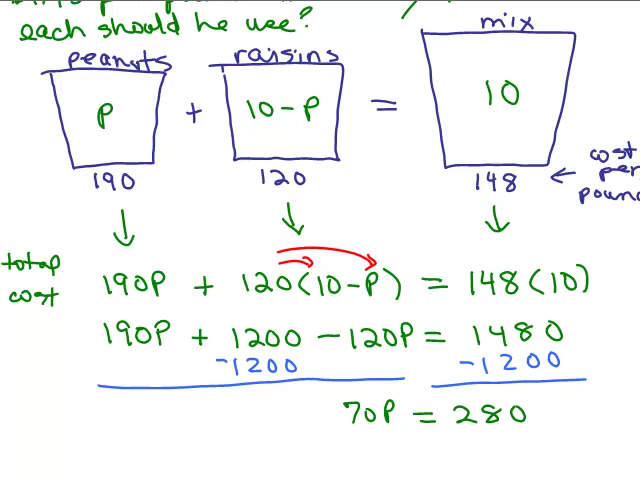 each should he use?
peanuts raisins mix
P + 10-P = 10
190 120 148 ← cost per pound
↓ ↓ ↓
total cost 190P + 120(10-P) = 148(10)
190P + 1200 - 120P = 1480
-1200 -1200
70P = 280